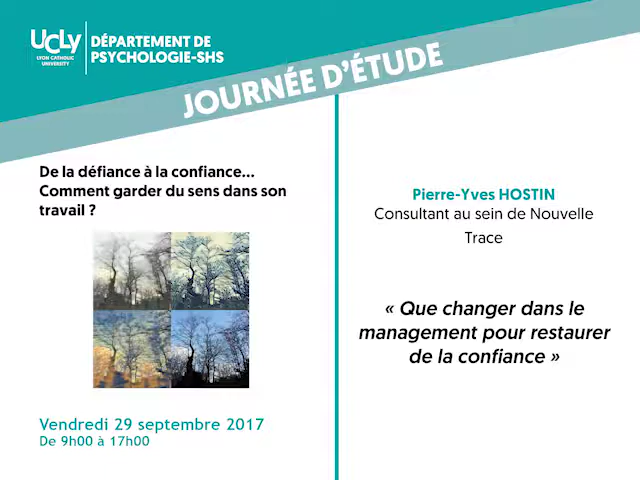 UCLy
LYON CATHOLIC
UNIVERSITY
DÉPARTEMENT DE
PSYCHOLOGIE-SHS
JOURNÉE D'ÉTUDE
De la défiance à la confiance...
Comment garder du sens dans son
travail ?
Vendredi 29 septembre 2017
De 9h00 à 17h00
Pierre-Yves HOSTIN
Consultant au sein de Nouvelle
Trace
« Que changer dans le
management pour restaurer
de la confiance »